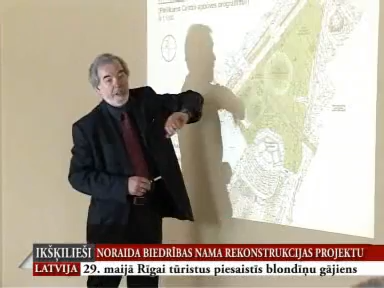 IKŠĶILIEŠI NORAIDA BIEDRĪBAS NAMA REKONSTRUKCIJAS PROJEKTU
LATVIJA 29. maijā Rīgai tūristus piesaistīs blondīņu gājiens